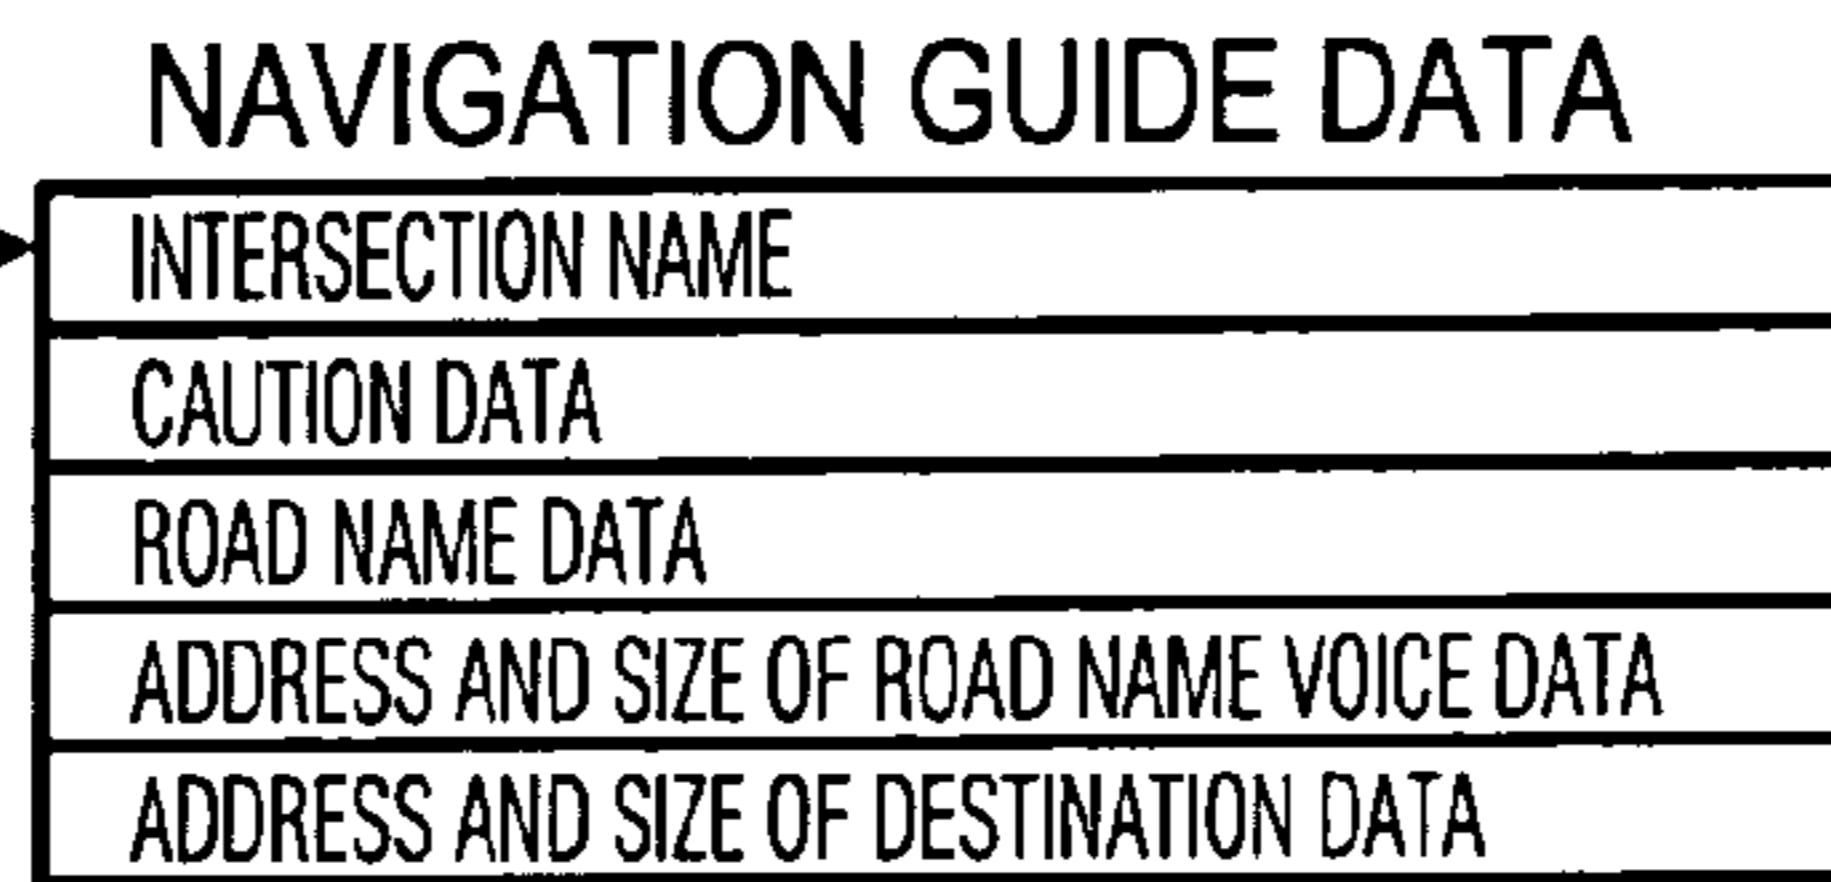 NAVIGATION GUIDE DATA
INTERSECTION NAME
CAUTION DATA
ROAD NAME DATA
ADDRESS AND SIZE OF ROAD NAME VOICE DATA
ADDRESS AND SIZE OF DESTINATION DATA